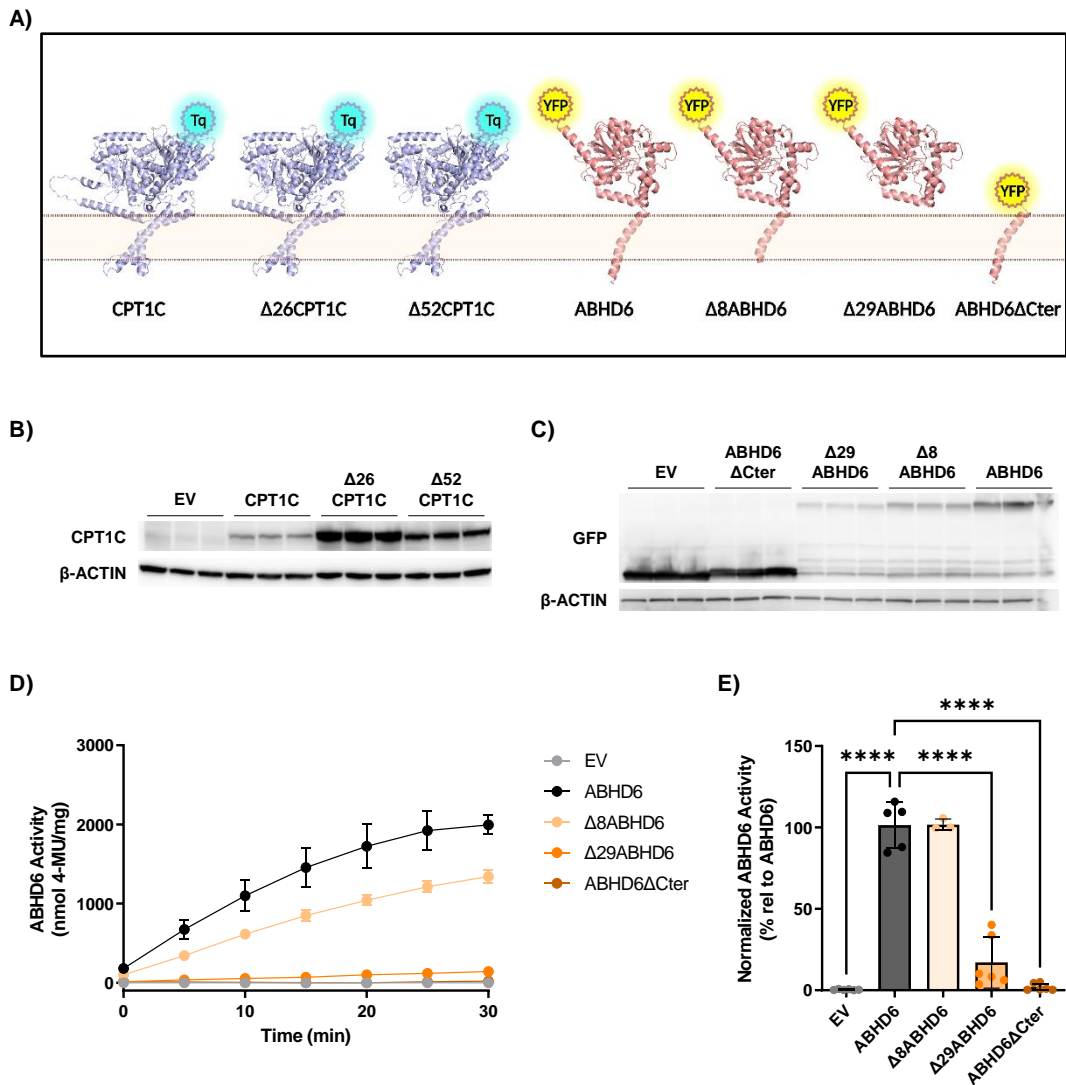 A)
Tq
Tq
Tq
YFP
YFP
YFP
YFP
CPT1C
Δ26CPT1C
Δ52CPT1C
ABHD6
Δ8ABHD6
Δ29ABHD6
ABHD6ΔCter
B)
EV
CPT1C
Δ26
CPT1C
Δ52
CPT1C
CPT1C
β-ACTIN
C)
EV
ABHD6
ΔCter
Δ29
ABHD6
Δ8
ABHD6
ABHD6
GFP
β-ACTIN
D)
ABHD6 Activity
(nmol 4-MU/mg)
3000
2000
1000
0
0
10
20
30
Time (min)
EV
ABHD6
Δ8ABHD6
Δ29ABHD6
ABHD6ΔCter
E)
Normalized ABHD6 Activity
(% rel to ABHD6)
150
100
50
0
****
****
****
EV
ABHD6
Δ8ABHD6
Δ29ABHD6
ABHD6ΔCter